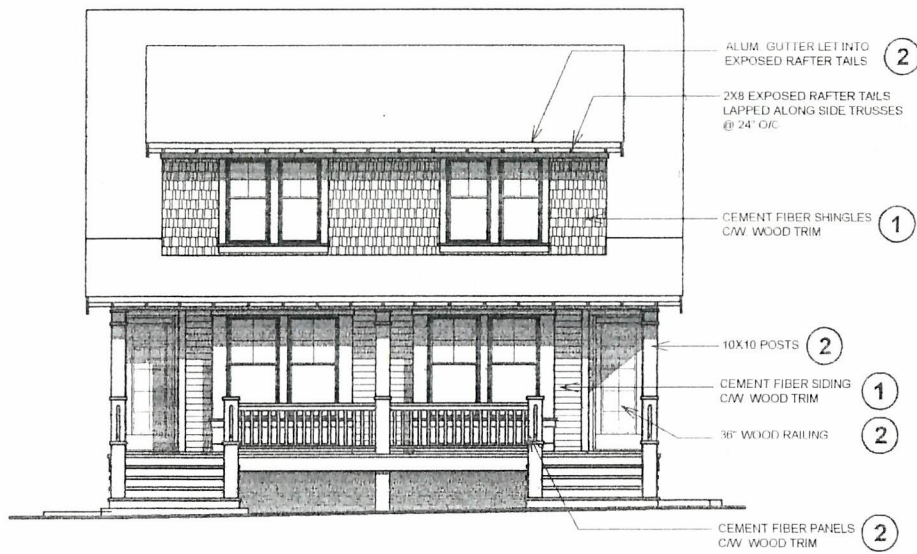 ALUM. GUTTER LET INTO
EXPOSED RAFTER TAILS
2
2X8 EXPOSED RAFTER TAILS
LAPPED ALONG SIDE TRUSSES
@ 24" O/C
CEMENT FIBER SHINGLES
C/W WOOD TRIM
1
10X10 POSTS
2
CEMENT FIBER SIDING
C/W WOOD TRIM
1
36" WOOD RAILING
2
CEMENT FIBER PANELS
C/W WOOD TRIM
2